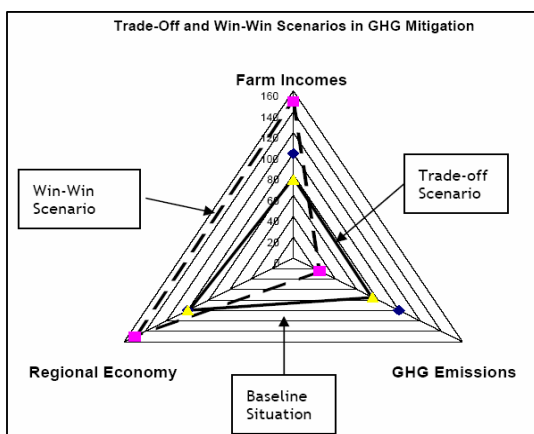 Trade-Off and Win-Win Scenarios in GHG Mitigation
Farm Incomes
160
140
120
100
80
60
40
20
0
Win-Win
Scenario
Trade-off
Scenario
Regional Economy
GHG Emissions
Baseline
Situation